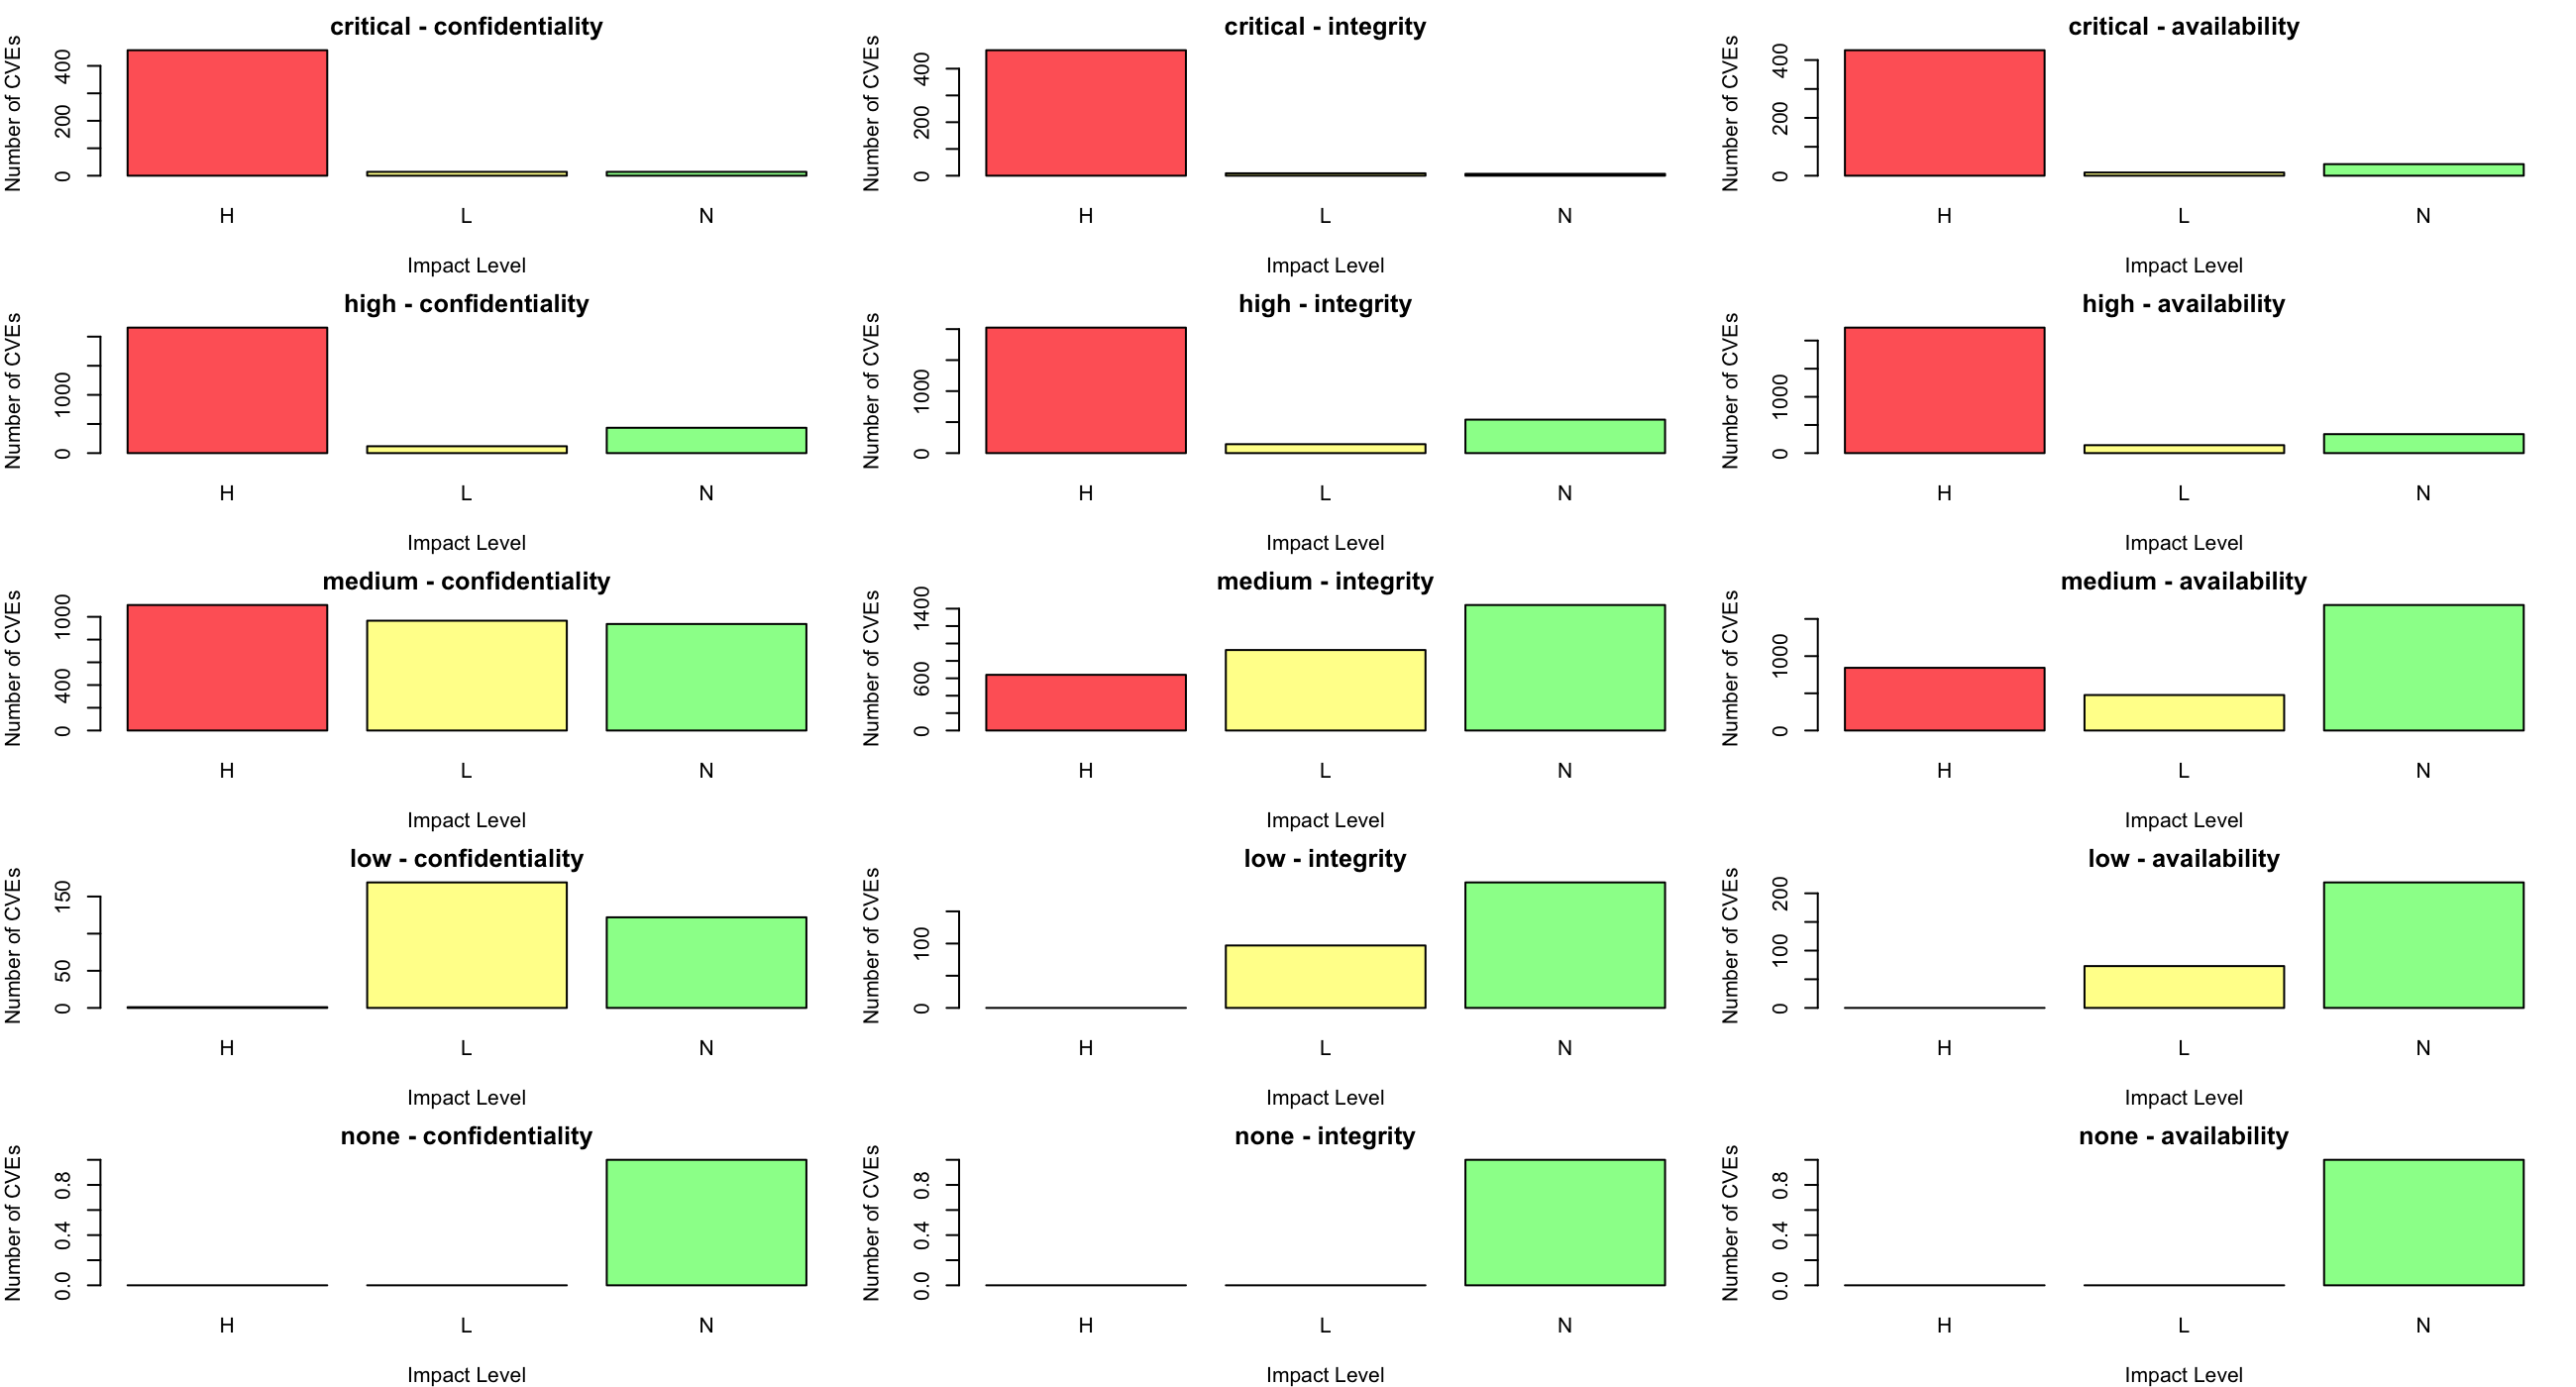 critical - confidentiality
Number of CVEs
0 200 400
H L N
Impact Level
critical - integrity
Number of CVEs
0 200 400
H L N
Impact Level
critical - availability
Number of CVEs
0 200 400
H L N
Impact Level
high - confidentiality
Number of CVEs
0 1000
H L N
Impact Level
high - integrity
Number of CVEs
0 1000
H L N
Impact Level
high - availability
Number of CVEs
0 1000
H L N
Impact Level
medium - confidentiality
Number of CVEs
0 400 1000
H L N
Impact Level
medium - integrity
Number of CVEs
0 600 1400
H L N
Impact Level
medium - availability
Number of CVEs
0 1000
H L N
Impact Level
low - confidentiality
Number of CVEs
0 50 150
H L N
Impact Level
low - integrity
Number of CVEs
0 100
H L N
Impact Level
low - availability
Number of CVEs
0 100 200
H L N
Impact Level
none - confidentiality
Number of CVEs
0.0 0.4 0.8
H L N
Impact Level
none - integrity
Number of CVEs
0.0 0.4 0.8
H L N
Impact Level
none - availability
Number of CVEs
0.0 0.4 0.8
H L N
Impact Level